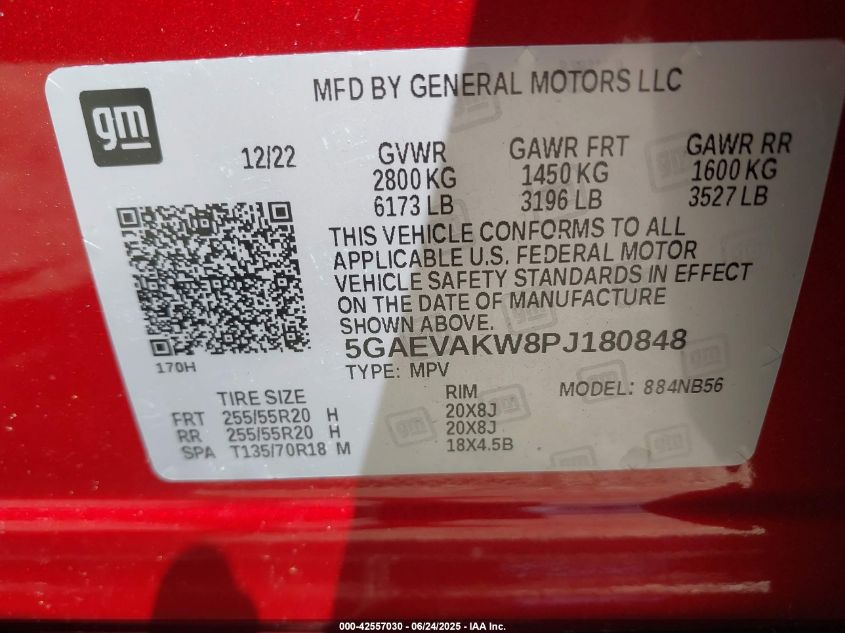 gm
MFD BY GENERAL MOTORS LLC
12/22
GVWR GAWR FRT GAWR RR
2800 KG 1450 KG 1600 KG
6173 LB 3196 LB 3527 LB
THIS VEHICLE CONFORMS TO ALL
APPLICABLE U.S. FEDERAL MOTOR
VEHICLE SAFETY STANDARDS IN EFFECT
ON THE DATE OF MANUFACTURE
SHOWN ABOVE.
5GAEVAKW8PJ180848
170H
TYPE: MPV MODEL: 884NB56
TIRE SIZE RIM
FRT 255/55R20 H 20X8J
RR 255/55R20 H 20X8J
SPA T135/70R18 M 18X4.5B
000-42557030 - 06/24/2025 - IAA Inc.